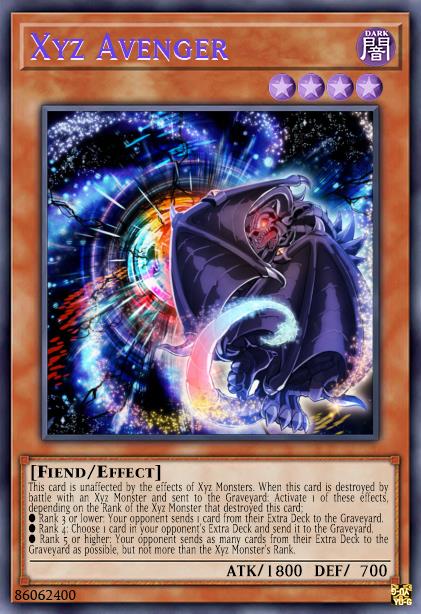 Xyz Avenger
DARK
闇
[Fiend/Effect]
This card is unaffected by the effects of Xyz Monsters. When this card is destroyed by
battle with an Xyz Monster and sent to the Graveyard: Activate 1 of these effects,
depending on the Rank of the Xyz Monster that destroyed this card;
● Rank 3 or lower: Your opponent sends 1 card from their Extra Deck to the Graveyard.
● Rank 4: Choose 1 card in your opponent's Extra Deck and send it to the Graveyard.
● Rank 5 or higher: Your opponent sends as many cards from their Extra Deck to the
Graveyard as possible, but not more than the Xyz Monster's Rank.
ATK/1800 DEF/ 700
86062400